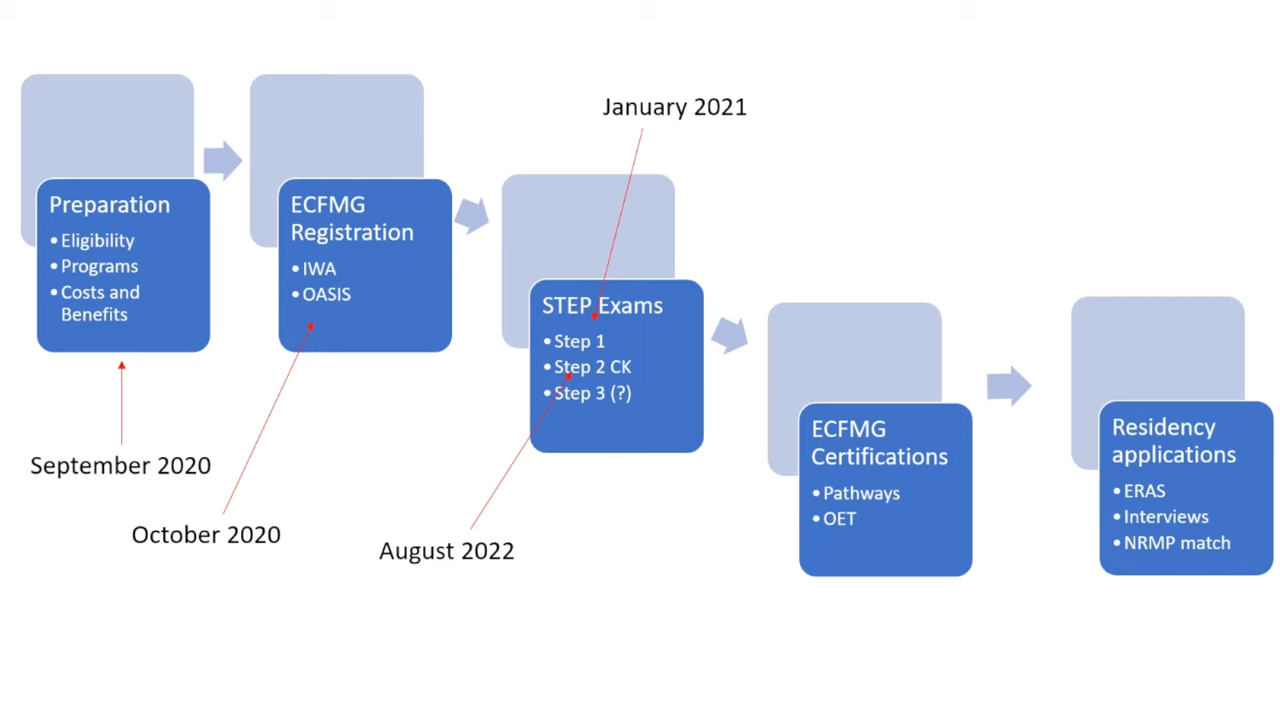 January 2021
Preparation
• Eligibility
• Programs
• Costs and
Benefits
ECFMG
Registration
• IWA
• OASIS
STEP Exams
• Step 1
• Step 2 CK
• Step 3 (?)
ECFMG
Certifications
• Pathways
• OET
Residency
applications
• ERAS
• Interviews
• NRMP match
September 2020
October 2020
August 2022